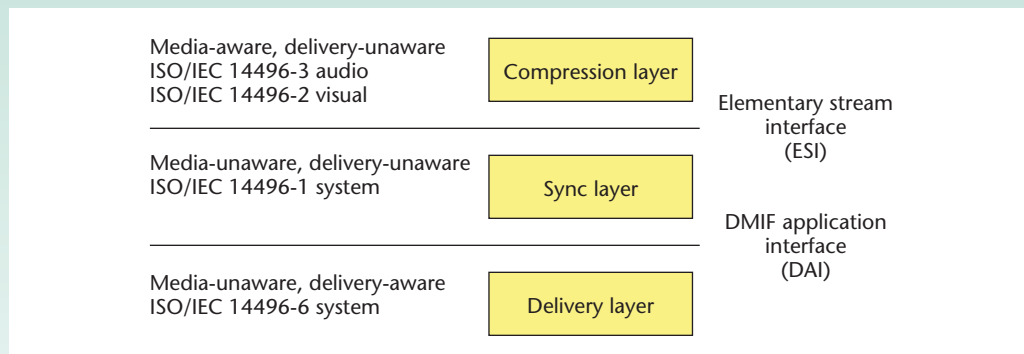 Media-aware, delivery-unaware
ISO/IEC 14496-3 audio
ISO/IEC 14496-2 visual
Compression layer
Elementary stream
interface
(ESI)
Media-unaware, delivery-unaware
ISO/IEC 14496-1 system
Sync layer
DMIF application
interface
(DAI)
Media-unaware, delivery-aware
ISO/IEC 14496-6 system
Delivery layer